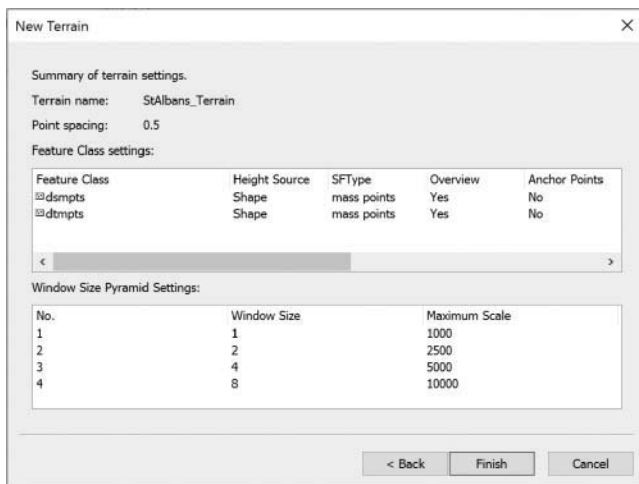 New Terrain
Summary of terrain settings.
Terrain name: StAlbans_Terrain
Point spacing: 0.5
Feature Class settings:
Feature Class Height Source SFType Overview Anchor Points
dsmpts Shape mass points Yes No
dtmpts Shape mass points Yes No
Window Size Pyramid Settings:
No. Window Size Maximum Scale
1 1 1000
2 2 2500
3 4 5000
4 8 10000
< Back Finish Cancel